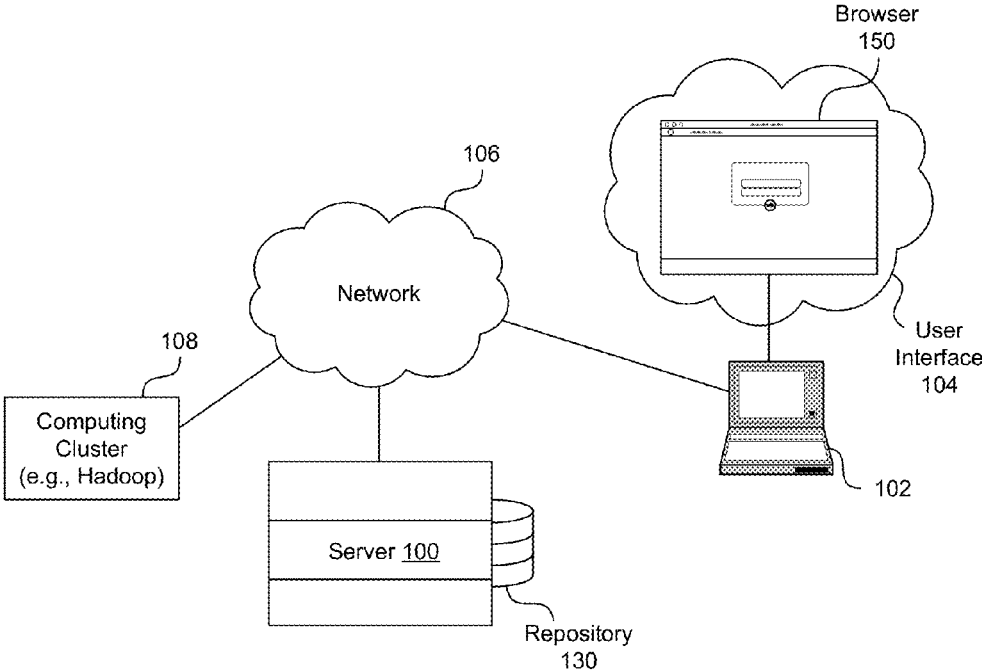 Browser
150
106
Network
User
Interface
104
108
Computing
Cluster
(e.g., Hadoop)
102
Server 100
Repository
130